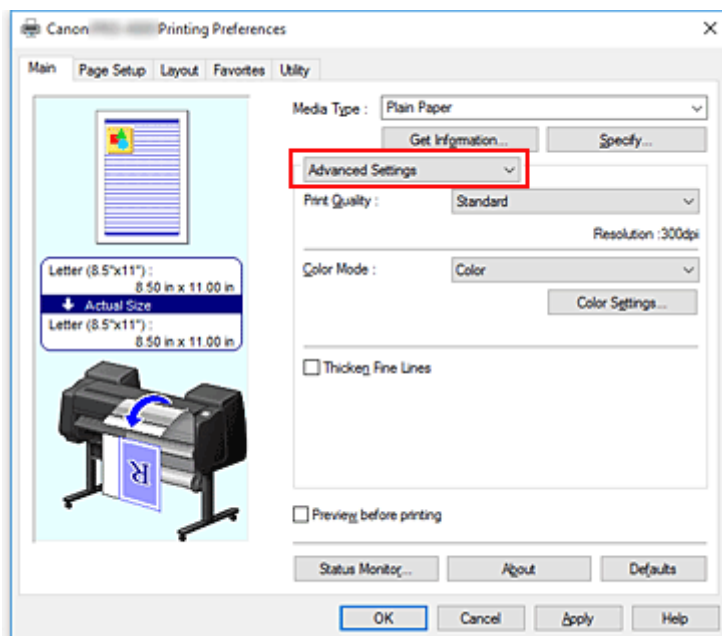 Canon Printing Preferences
Main Page Setup Layout Favorites Utility
Media Type : Plain Paper
Get Information... Specify...
Advanced Settings
Print Quality : Standard
Resolution :300dpi
Color Mode : Color
Color Settings...
Thicken Fine Lines
Letter (8.5"x11") :
8.50 in x 11.00 in
Actual Size
Letter (8.5"x11") :
8.50 in x 11.00 in
R
Preview before printing
Status Monitor... About Defaults
OK Cancel Apply Help